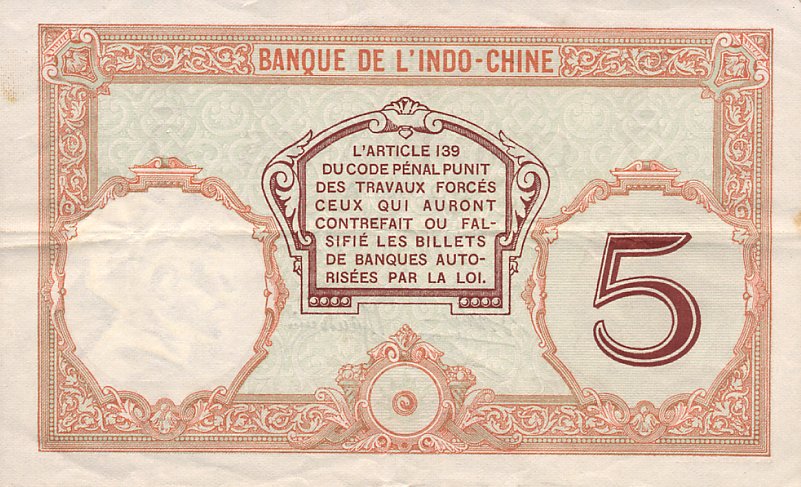 BANQUE DE L'INDO-CHINE
L'ARTICLE 139
DU CODE PÉNAL PUNIT
DES TRAVAUX FORCÉS
CEUX QUI AURONT
CONTREFAIT OU FAL-
SIFIÉ LES BILLETS
DE BANQUES AUTO-
RISÉES PAR LA LOI.
5